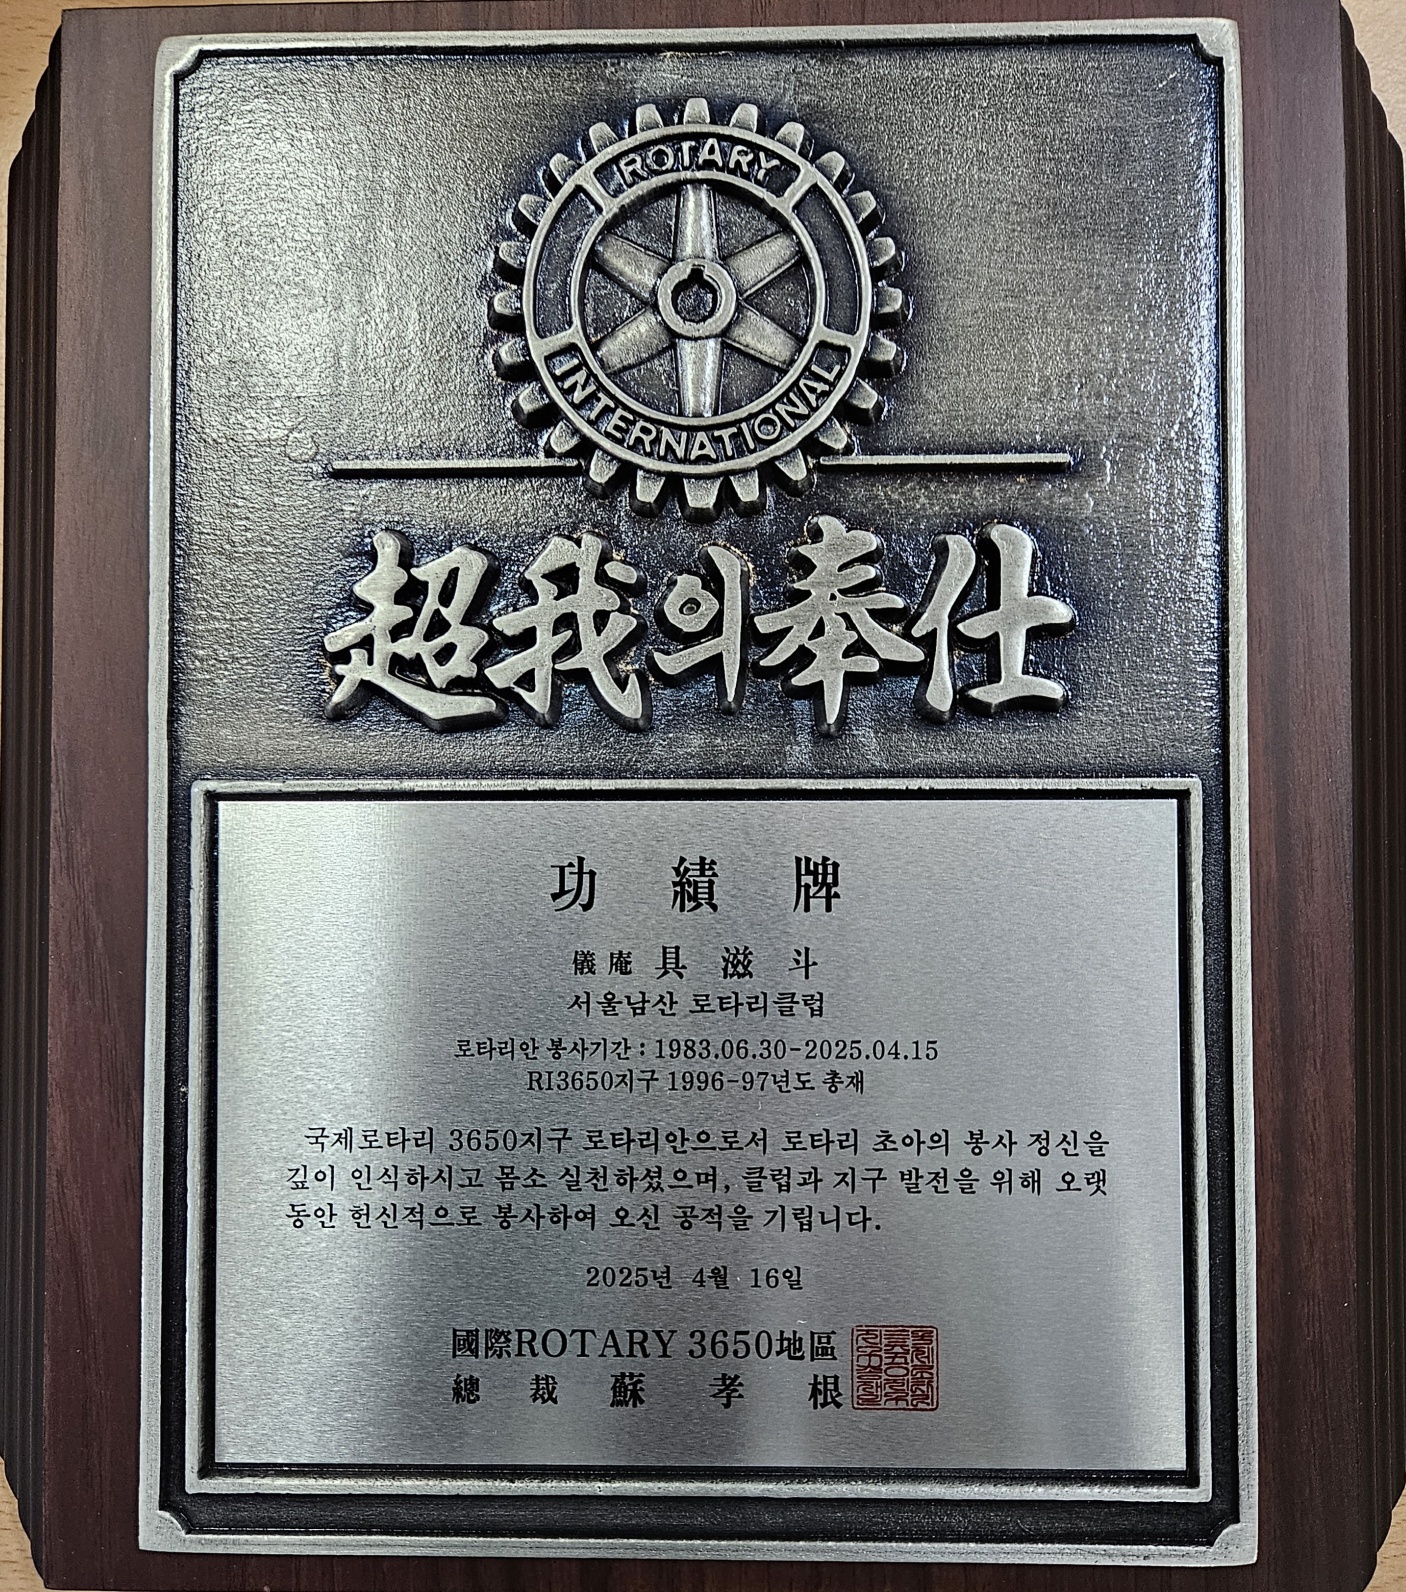 ROTARY
INTERNATIONAL
超我의奉仕
功 績 牌
儀庵 具 滋 斗
서울남산 로타리클럽
로타리안 봉사기간 : 1983.06.30-2025.04.15
RI3650지구 1996-97년도 총재
국제로타리 3650지구 로타리안으로서 로타리 초아의 봉사 정신을
깊이 인식하시고 몸소 실천하셨으며, 클럽과 지구 발전을 위해 오랫
동안 헌신적으로 봉사하여 오신 공적을 기립니다.
2025년 4월 16일
國際ROTARY 3650地區
總 裁 蘇 孝 根